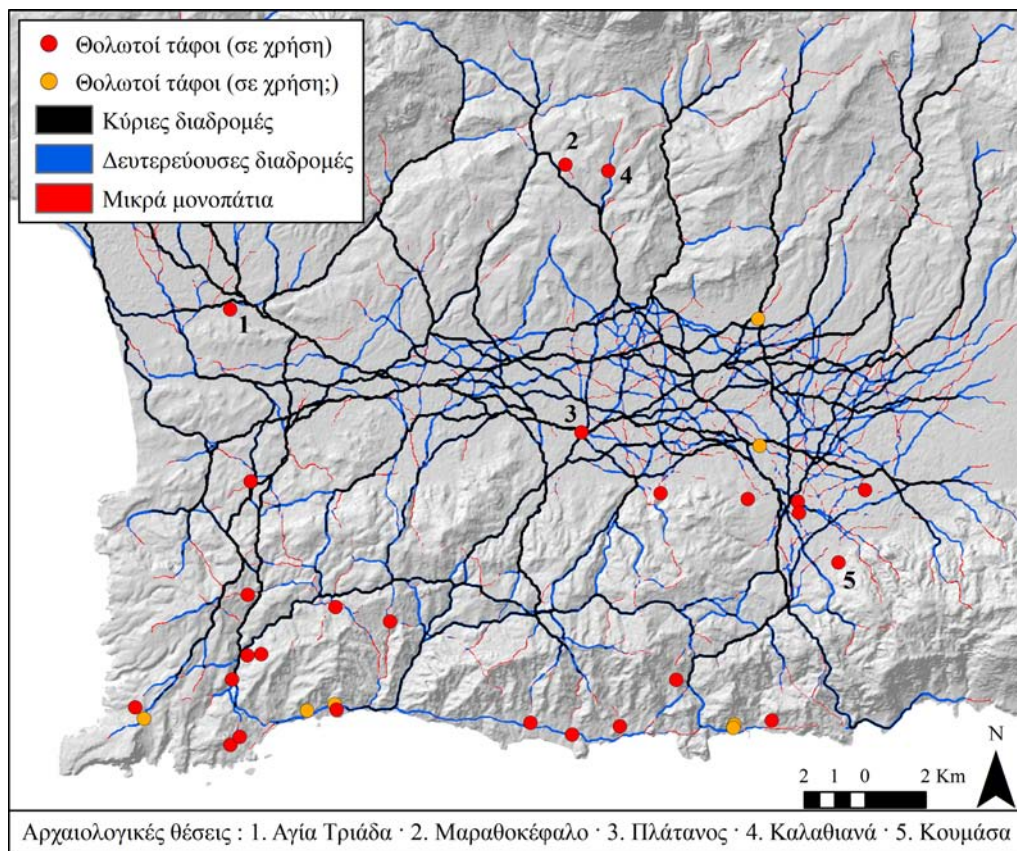 Θολωτοί τάφοι (σε χρήση)
Θολωτοί τάφοι (σε χρήση;)
Κύριες διαδρομές
Δευτερεύουσες διαδρομές
Μικρά μονοπάτια
2
4
1
3
5
N
2 1 0 2 Km
Αρχαιολογικές θέσεις : 1. Αγία Τριάδα · 2. Μαραθοκέφαλο · 3. Πλάτανος · 4. Καλαθιανά · 5. Κουμάσα